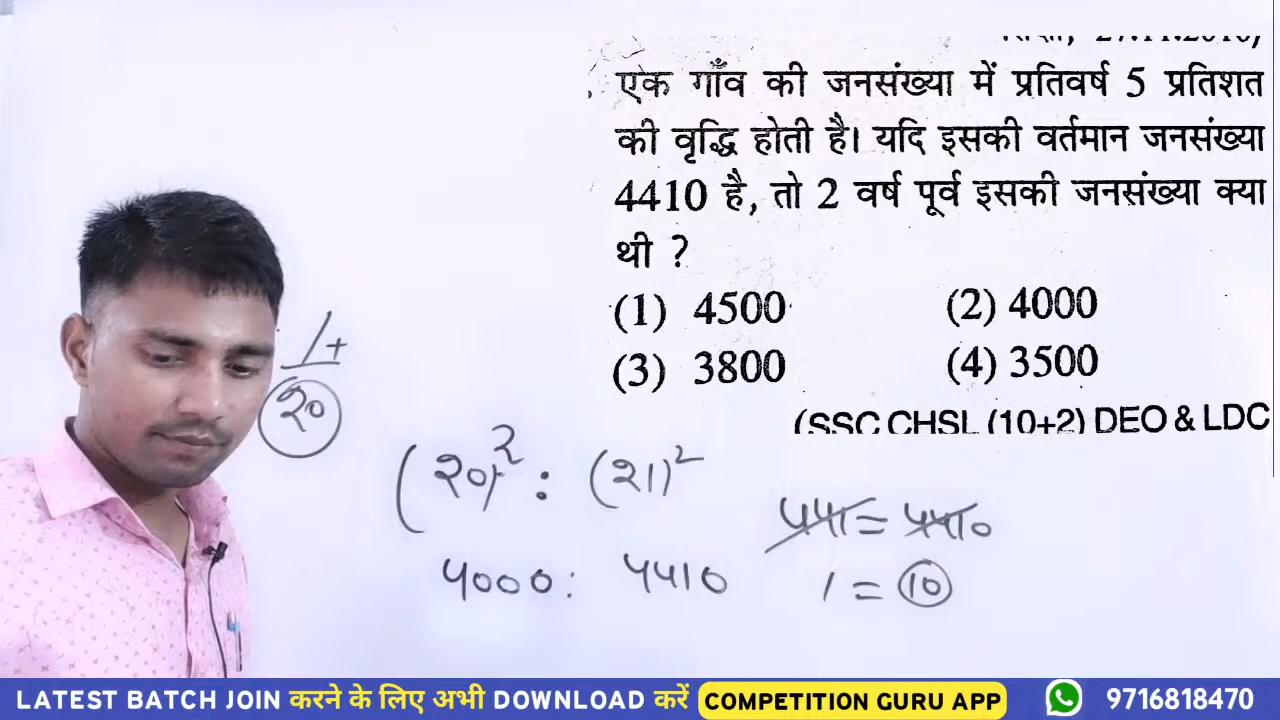 एक गाँव की जनसंख्या में प्रतिवर्ष 5 प्रतिशत
की वृद्धि होती है। यदि इसकी वर्तमान जनसंख्या
4410 है, तो 2 वर्ष पूर्व इसकी जनसंख्या क्या
थी ?
(1) 4500 (2) 4000
(3) 3800 (4) 3500
(SSC CHSL (10+2) DEO & LDC
1+
20
(20)² : (21)²
441 = 4410
4000 : 4410
1 = 10
LATEST BATCH JOIN करने के लिए अभी DOWNLOAD करें COMPETITION GURU APP 9716818470